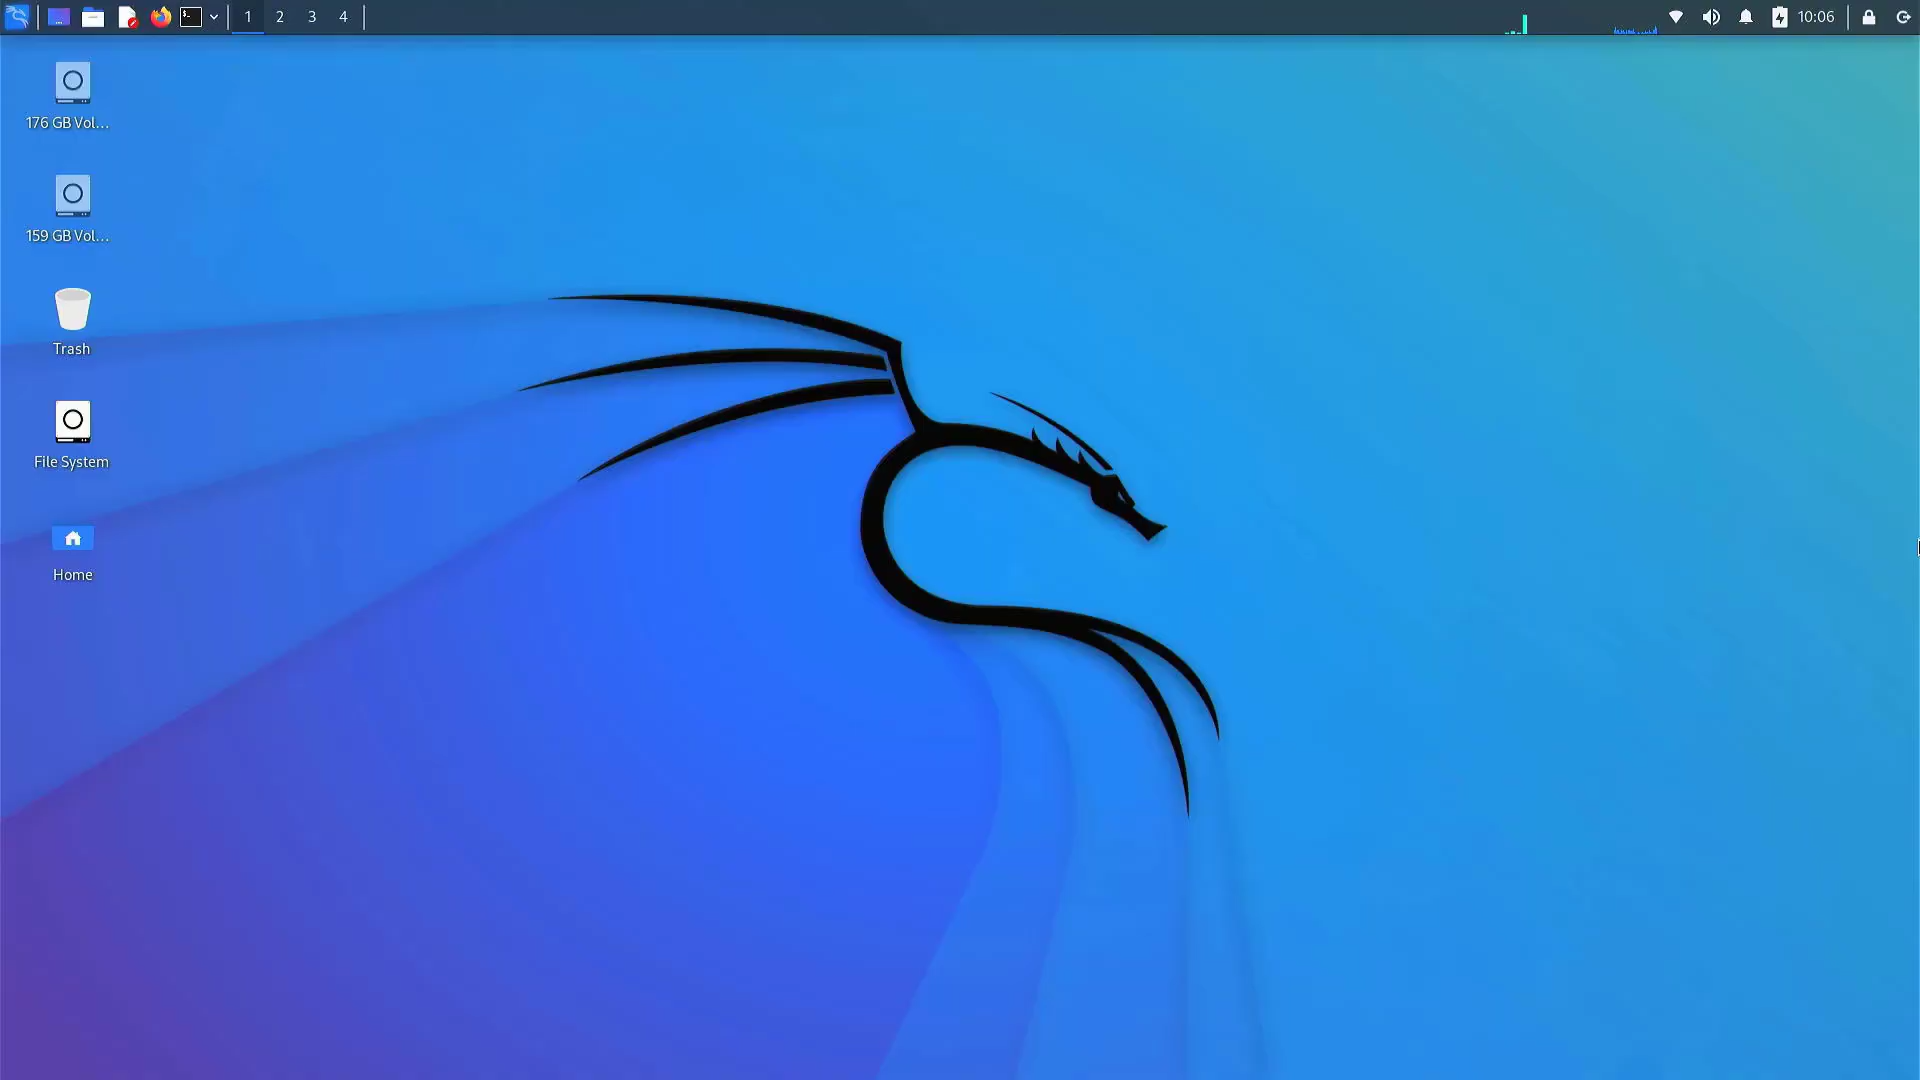 1 2 3 4
10:06
176 GB Vol...
159 GB Vol...
Trash
File System
Home